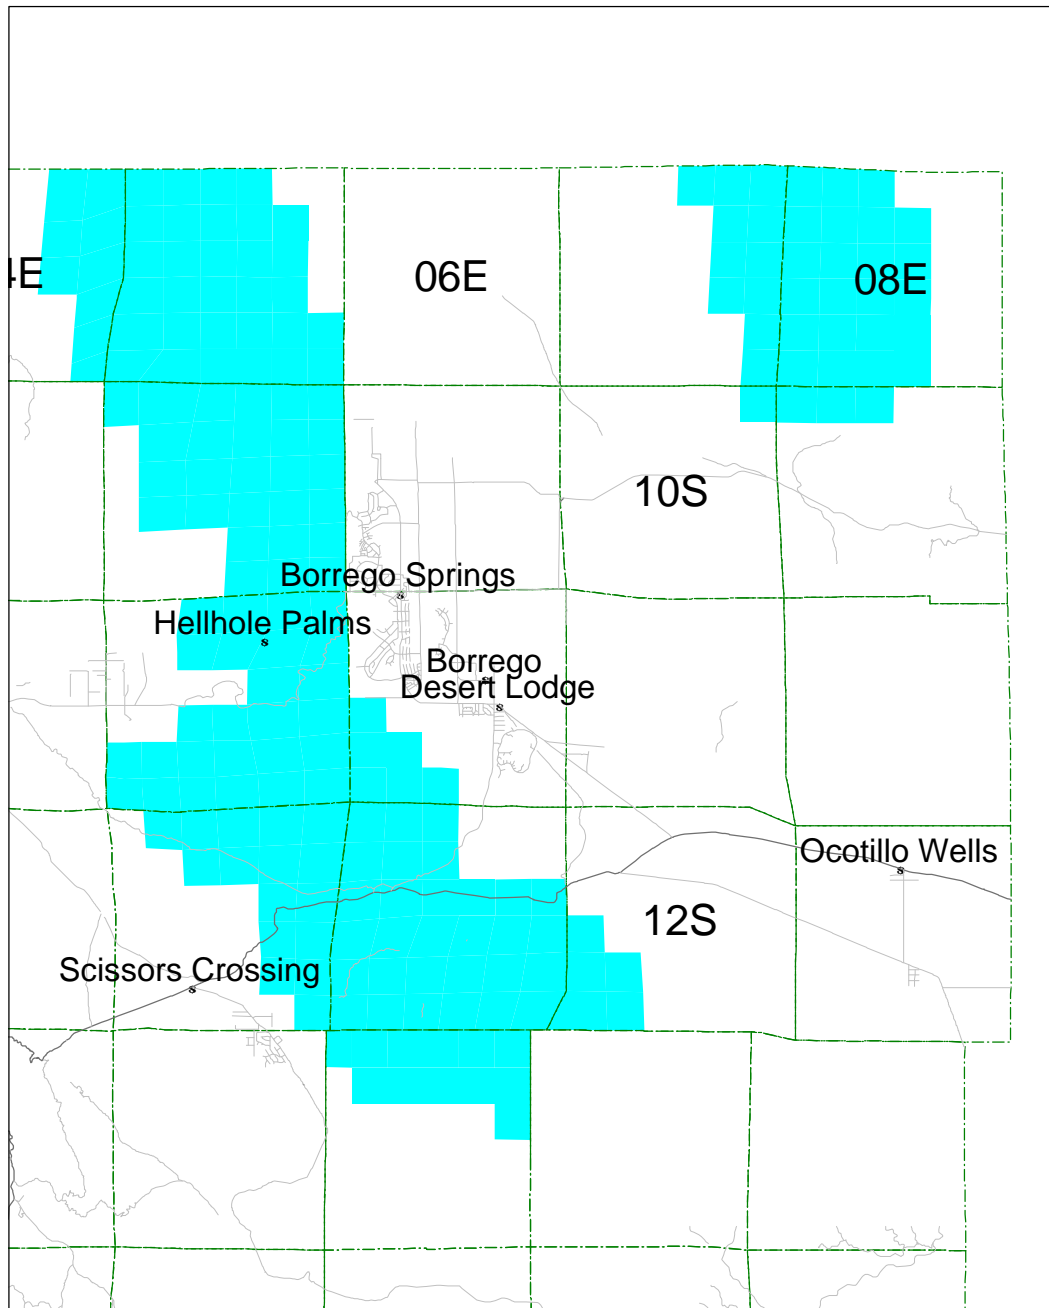 4E
06E
08E
10S
Borrego Springs
Hellhole Palms
Borrego
Desert Lodge
Ocotillo Wells
12S
Scissors Crossing